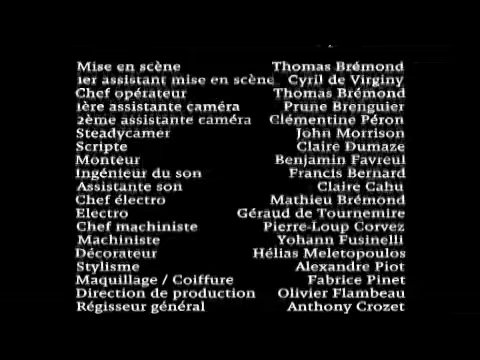 Mise en scène Thomas Brémond
1er assistant mise en scène Cyril de Virginy
Chef opérateur Thomas Brémond
1ère assistante caméra Prune Brenguier
2ème assistante caméra Clémentine Péron
Steadycamer John Morrison
Scripte Claire Dumaze
Monteur Benjamin Favreul
Ingénieur du son Francis Bernard
Assistante son Claire Cahu
Chef électro Mathieu Brémond
Electro Géraud de Tournemire
Chef machiniste Pierre-Loup Corvez
Machiniste Yohann Fusinelli
Décorateur Hélias Meletopoulos
Stylisme Alexandre Piot
Maquillage / Coiffure Fabrice Pinet
Direction de production Olivier Flambeau
Régisseur général Anthony Crozet